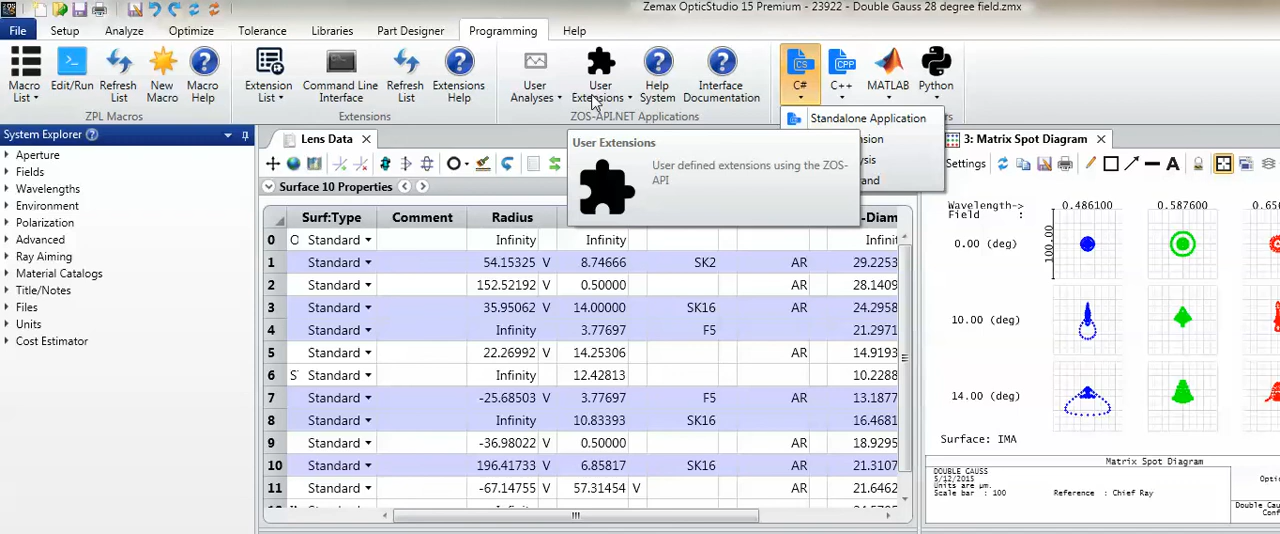 Zemax OpticStudio 15 Premium - 23922 - Double Gauss 28 degree field.zmx
File Setup Analyze Optimize Tolerance Libraries Part Designer Programming Help
Macro List
Edit/Run
Refresh List
New Macro
Macro Help
ZPL Macros
Extension List
Command Line Interface
Refresh List
Extensions Help
Extensions
User Analyses
User Extensions
Help System
Interface Documentation
ZOS-API.NET Applications
C#
C++
MATLAB
Python
Standalone Application
User Extensions
User defined extensions using the ZOS-
API
System Explorer
Aperture
Fields
Wavelengths
Environment
Polarization
Advanced
Ray Aiming
Material Catalogs
Title/Notes
Files
Units
Cost Estimator
Lens Data
Surface 10 Properties
Surf:Type Comment Radius
0 Standard Infinity Infinity
1 Standard V 8.74666 SK2 AR 29.2253
2 Standard 152.52192 V 0.50000 AR 28.1409
3 Standard 35.95062 V 14.00000 SK16 AR 24.2958
4 Standard Infinity 3.77697 F5 AR 21.2971
5 Standard 22.26992 V 14.25306 AR 14.9193
6 Standard Infinity 12.42813 10.2288
7 Standard -25.68503 V 3.77697 F5 AR 13.1877
8 Standard Infinity 10.83393 SK16 16.4681
9 Standard -36.98022 V 0.50000 AR 18.9295
10 Standard 196.41733 V 6.85817 SK16 AR 21.3107
11 Standard -67.14755 V 57.31454 V AR 21.6462
3: Matrix Spot Diagram
Settings
Wavelength-> 0.486100 0.587600
Field :
0.00 (deg)
100.00
10.00 (deg)
14.00 (deg)
Surface: IMA
Matrix Spot Diagram
DOUBLE GAUSS
5/12/2015
Units are µm.
Scale bar : 100 Reference : Chief Ray